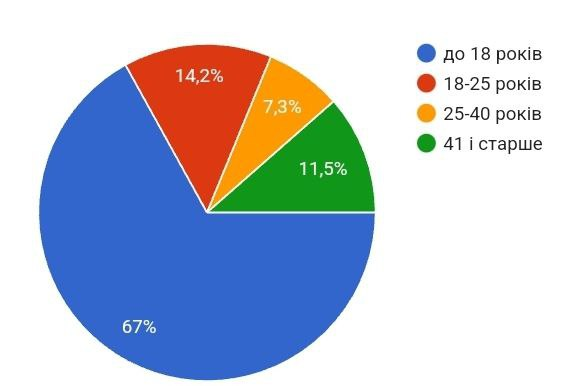 14,2%
7,3%
11,5%
67%
до 18 років
18-25 років
25-40 років
41 і старше